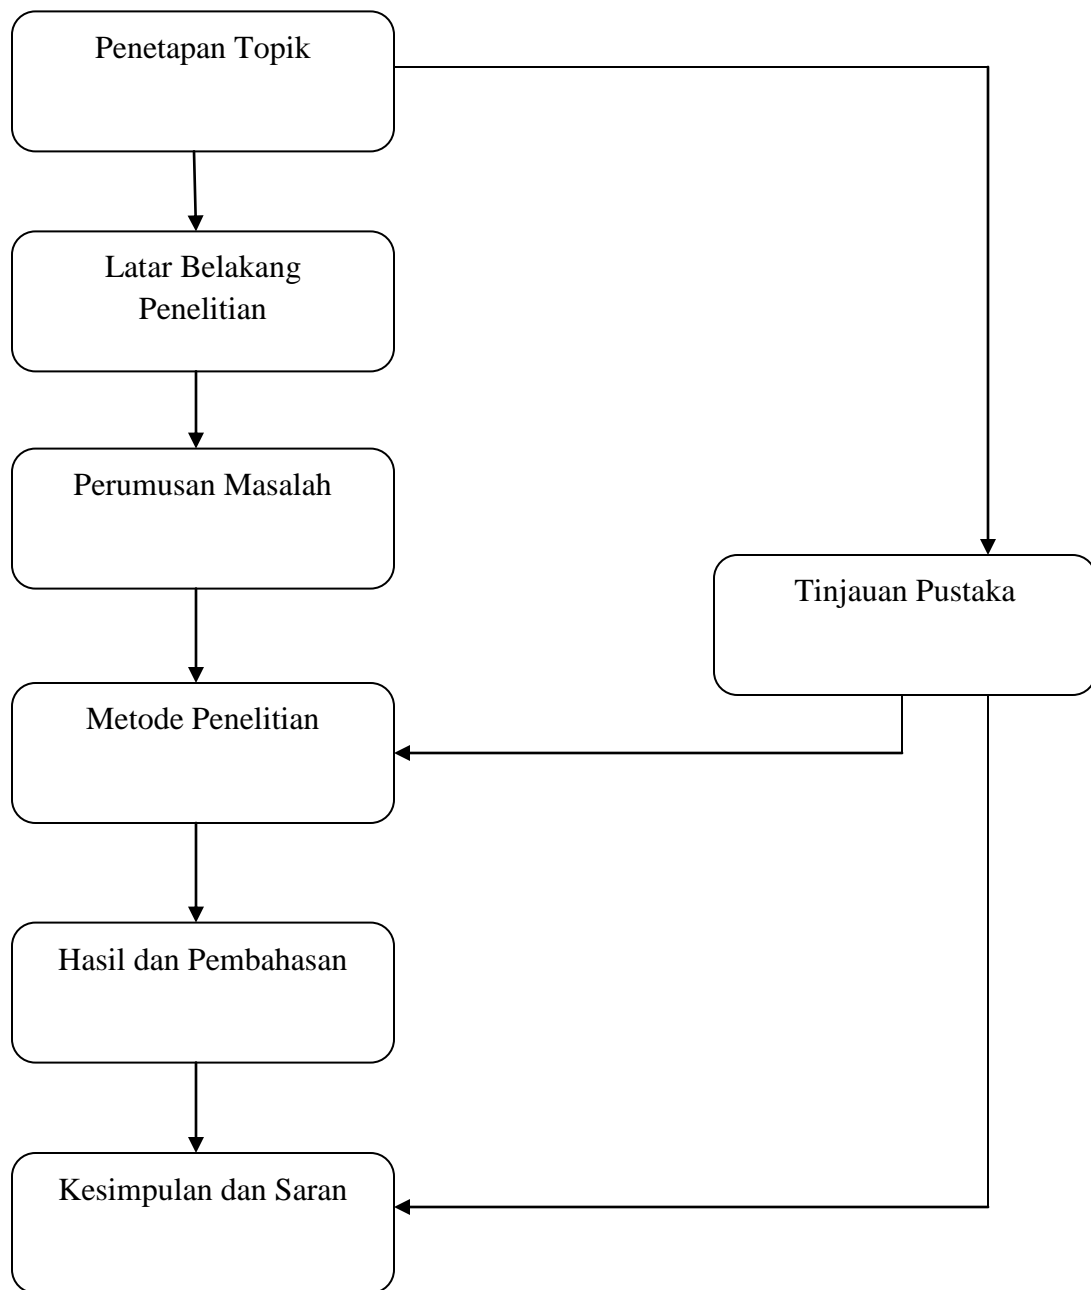 Penetapan Topik
Latar Belakang
Penelitian
Perumusan Masalah
Tinjauan Pustaka
Metode Penelitian
Hasil dan Pembahasan
Kesimpulan dan Saran